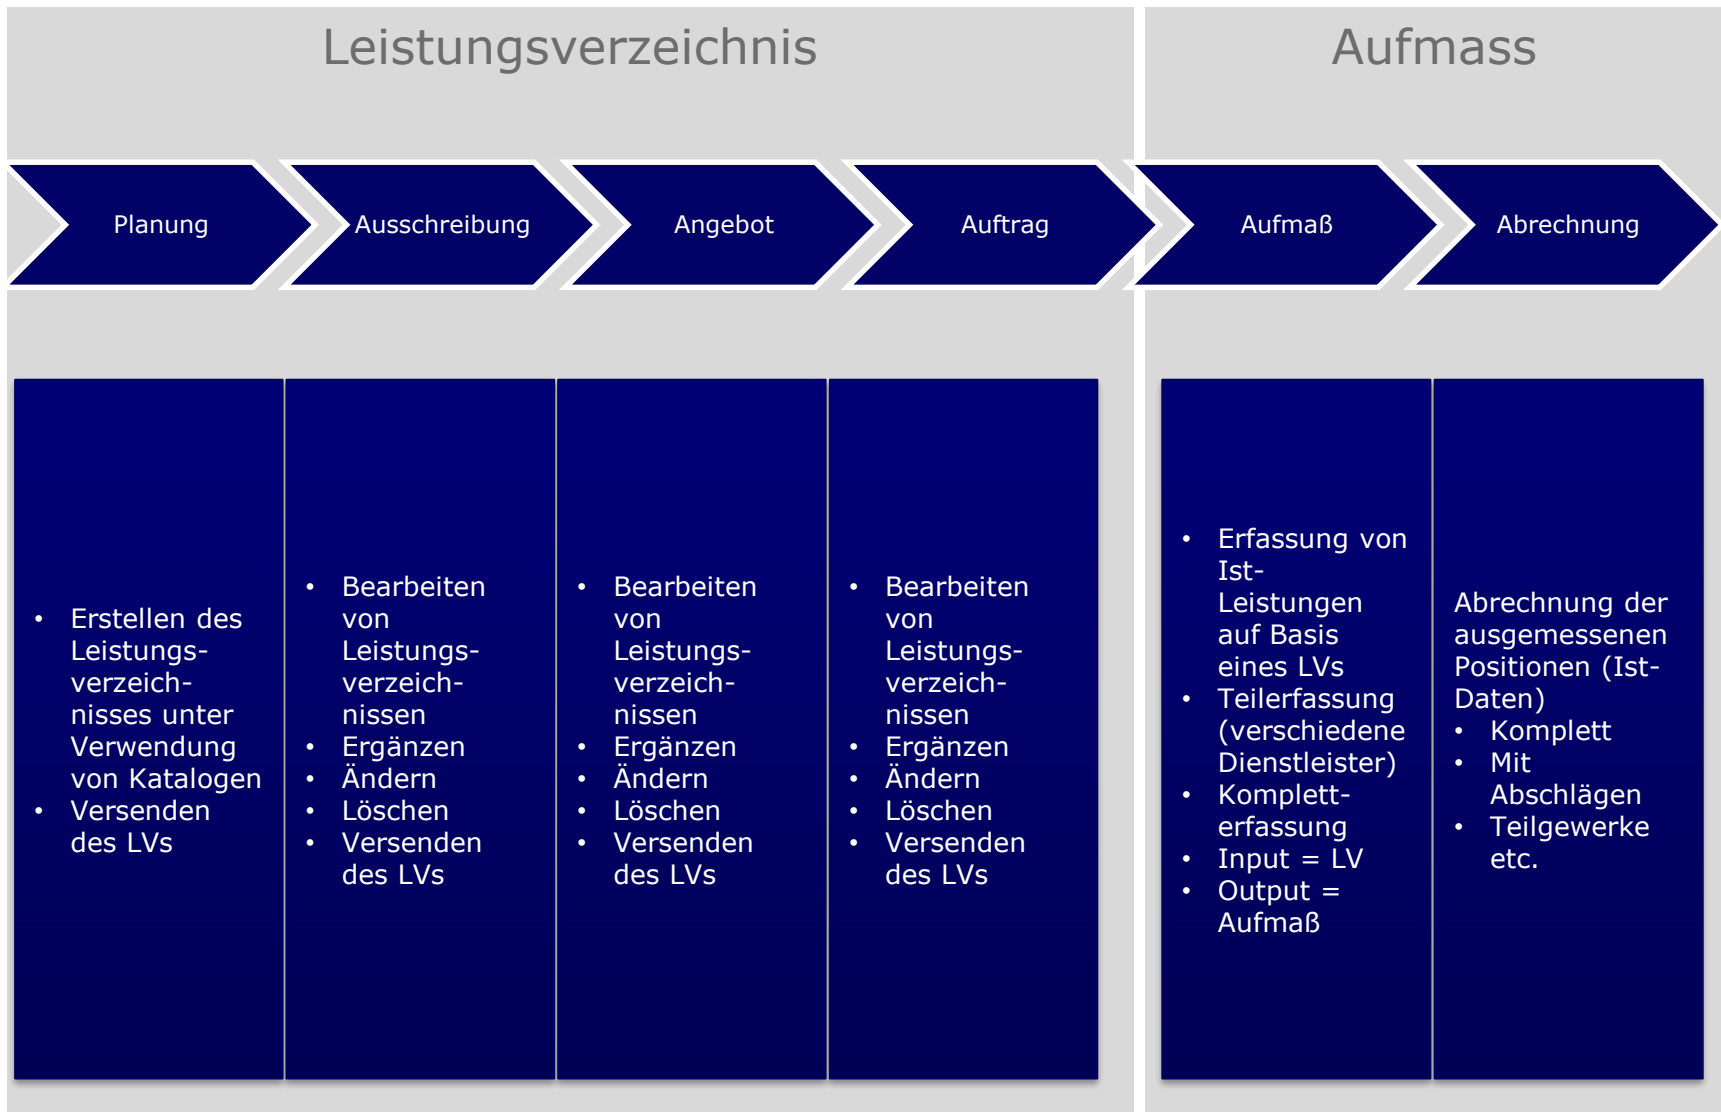 Leistungsverzeichnis
Aufmass
Planung
Ausschreibung
Angebot
Auftrag
Aufmaß
Abrechnung
• Erstellen des
Leistungs-
verzeich-
nisses unter
Verwendung
von Katalogen
• Versenden
des LVs
• Bearbeiten
von
Leistungs-
verzeich-
nissen
• Ergänzen
• Ändern
• Löschen
• Versenden
des LVs
• Bearbeiten
von
Leistungs-
verzeich-
nissen
• Ergänzen
• Ändern
• Löschen
• Versenden
des LVs
• Bearbeiten
von
Leistungs-
verzeich-
nissen
• Ergänzen
• Ändern
• Löschen
• Versenden
des LVs
• Erfassung von
Ist-
Leistungen
auf Basis
eines LVs
• Teilerfassung
(verschiedene
Dienstleister)
• Komplett-
erfassung
• Input = LV
• Output =
Aufmaß
Abrechnung der
ausgemessenen
Positionen (Ist-
Daten)
• Komplett
• Mit
Abschlägen
• Teilgewerke
etc.